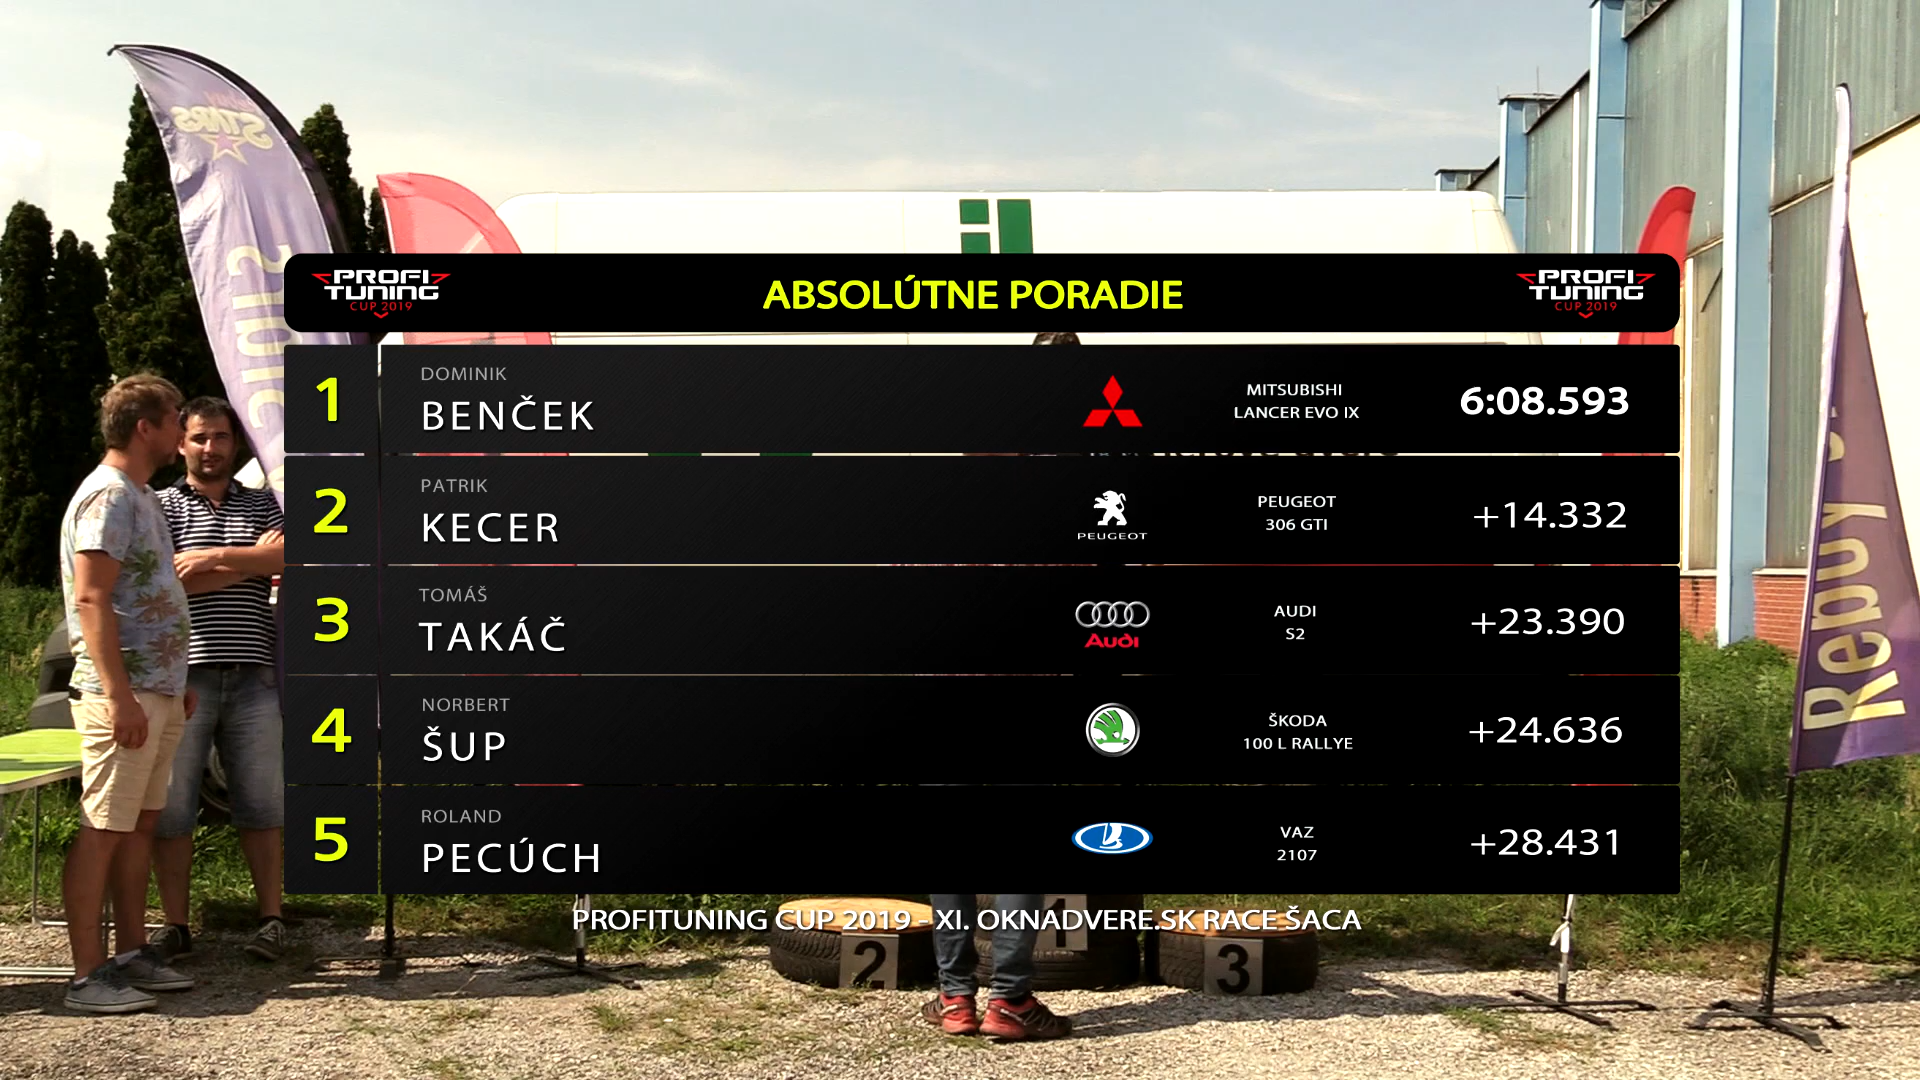 STARS
PROFI
TUNING
CUP 2019
ABSOLÚTNE PORADIE
PROFI
TUNING
CUP 2019
1
DOMINIK
BENČEK
MITSUBISHI
LANCER EVO IX
6:08.593
2
PATRIK
KECER
PEUGEOT
PEUGEOT
306 GTI
+14.332
3
TOMÁŠ
TAKÁČ
Audi
AUDI
S2
+23.390
4
NORBERT
ŠUP
ŠKODA
100 L RALLYE
+24.636
5
ROLAND
PECÚCH
VAZ
2107
+28.431
PROFITUNING CUP 2019 - XI. OKNADVERE.SK RACE ŠACA
2
1
3
Rebuy